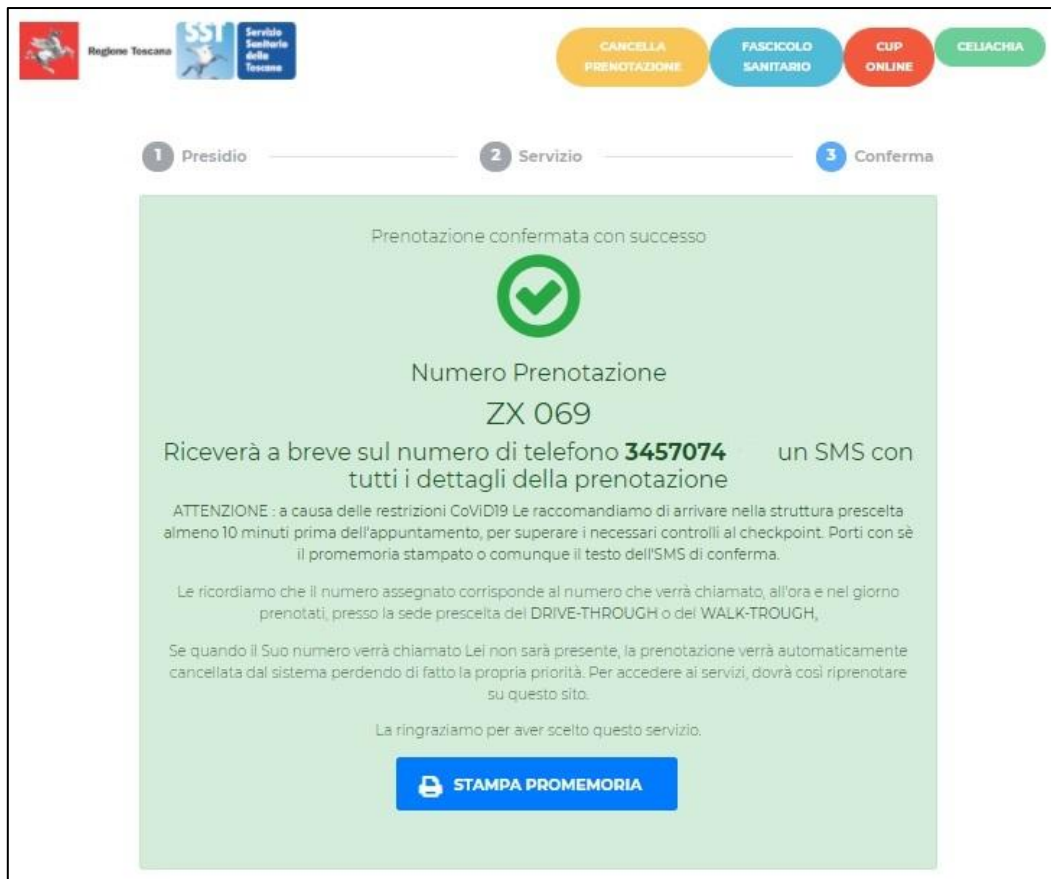 Regione Toscana
SST
Servizio
Sanitario
della
Toscana
CANCELLA
PRENOTAZIONE
FASCICOLO
SANITARIO
CUP
ONLINE
CELIACHIA
1 Presidio
2 Servizio
3 Conferma
Prenotazione confermata con successo
Numero Prenotazione
ZX 069
Riceverà a breve sul numero di telefono 3457074 un SMS con
tutti i dettagli della prenotazione
ATTENZIONE : a causa delle restrizioni CoViD19 Le raccomandiamo di arrivare nella struttura prescelta
almeno 10 minuti prima dell'appuntamento, per superare i necessari controlli al checkpoint. Porti con sè
il promemoria stampato o comunque il testo dell'SMS di conferma.
Le ricordiamo che il numero assegnato corrisponde al numero che verrà chiamato, all'ora e nel giorno
prenotati, presso la sede prescelta del DRIVE-THROUGH o del WALK-TROUGH,
Se quando il Suo numero verrà chiamato Lei non sarà presente, la prenotazione verrà automaticamente
cancellata dal sistema perdendo di fatto la propria priorità. Per accedere ai servizi, dovrà così riprenotare
su questo sito.
La ringraziamo per aver scelto questo servizio.
STAMPA PROMEMORIA